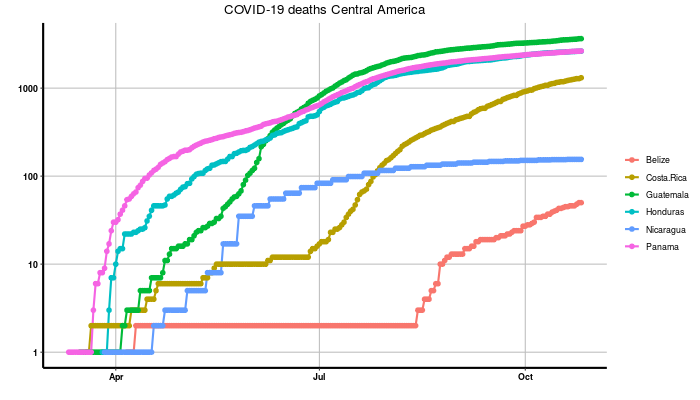 COVID-19 deaths Central America
1000
100
10
1
Apr
Jul
Oct
Belize
Costa.Rica
Guatemala
Honduras
Nicaragua
Panama